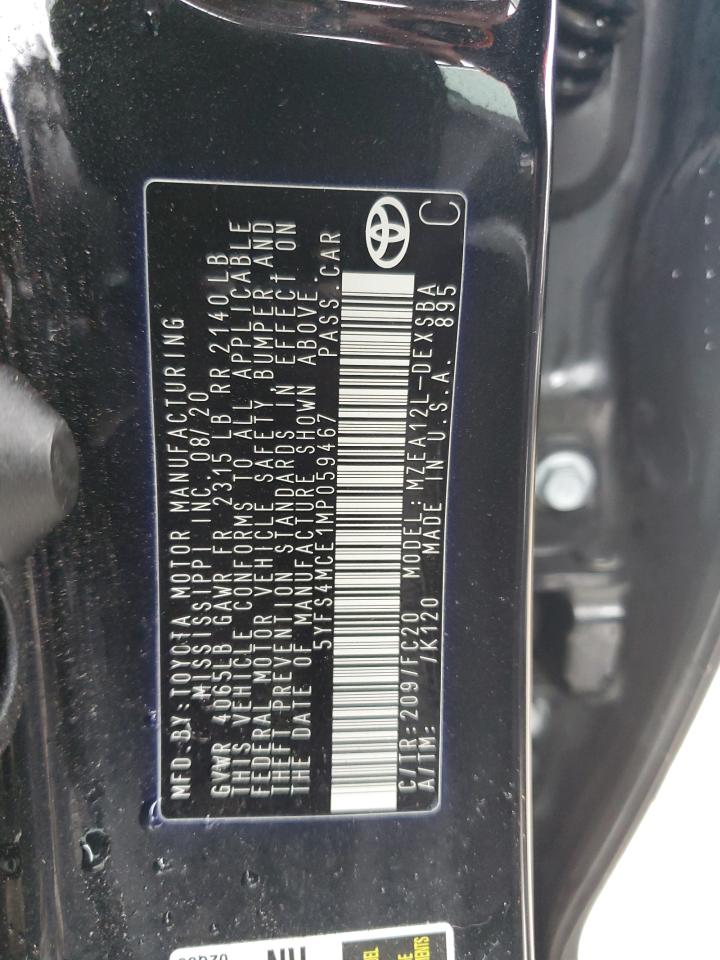 MFD.BY:TOYOTA MOTOR MANUFACTURING
MISSISSIPPI INC. 08/20
GVWR 4065LB GAWR FR 2315 LB RR 2140 LB
THIS VEHICLE CONFORMS TO ALL APPLICABLE
FEDERAL MOTOR VEHICLE SAFETY, BUMPER AND
THEFT PREVENTION STANDARDS IN EFFECT ON
THE DATE OF MANUFACTURE SHOWN ABOVE.
5YFS4MCE1MP059467 PASS.CAR
C/TR:209/FC20 MODEL:MZEA12L-DEXSBA
A/TM: /K120 MADE IN U.S.A. 895
C